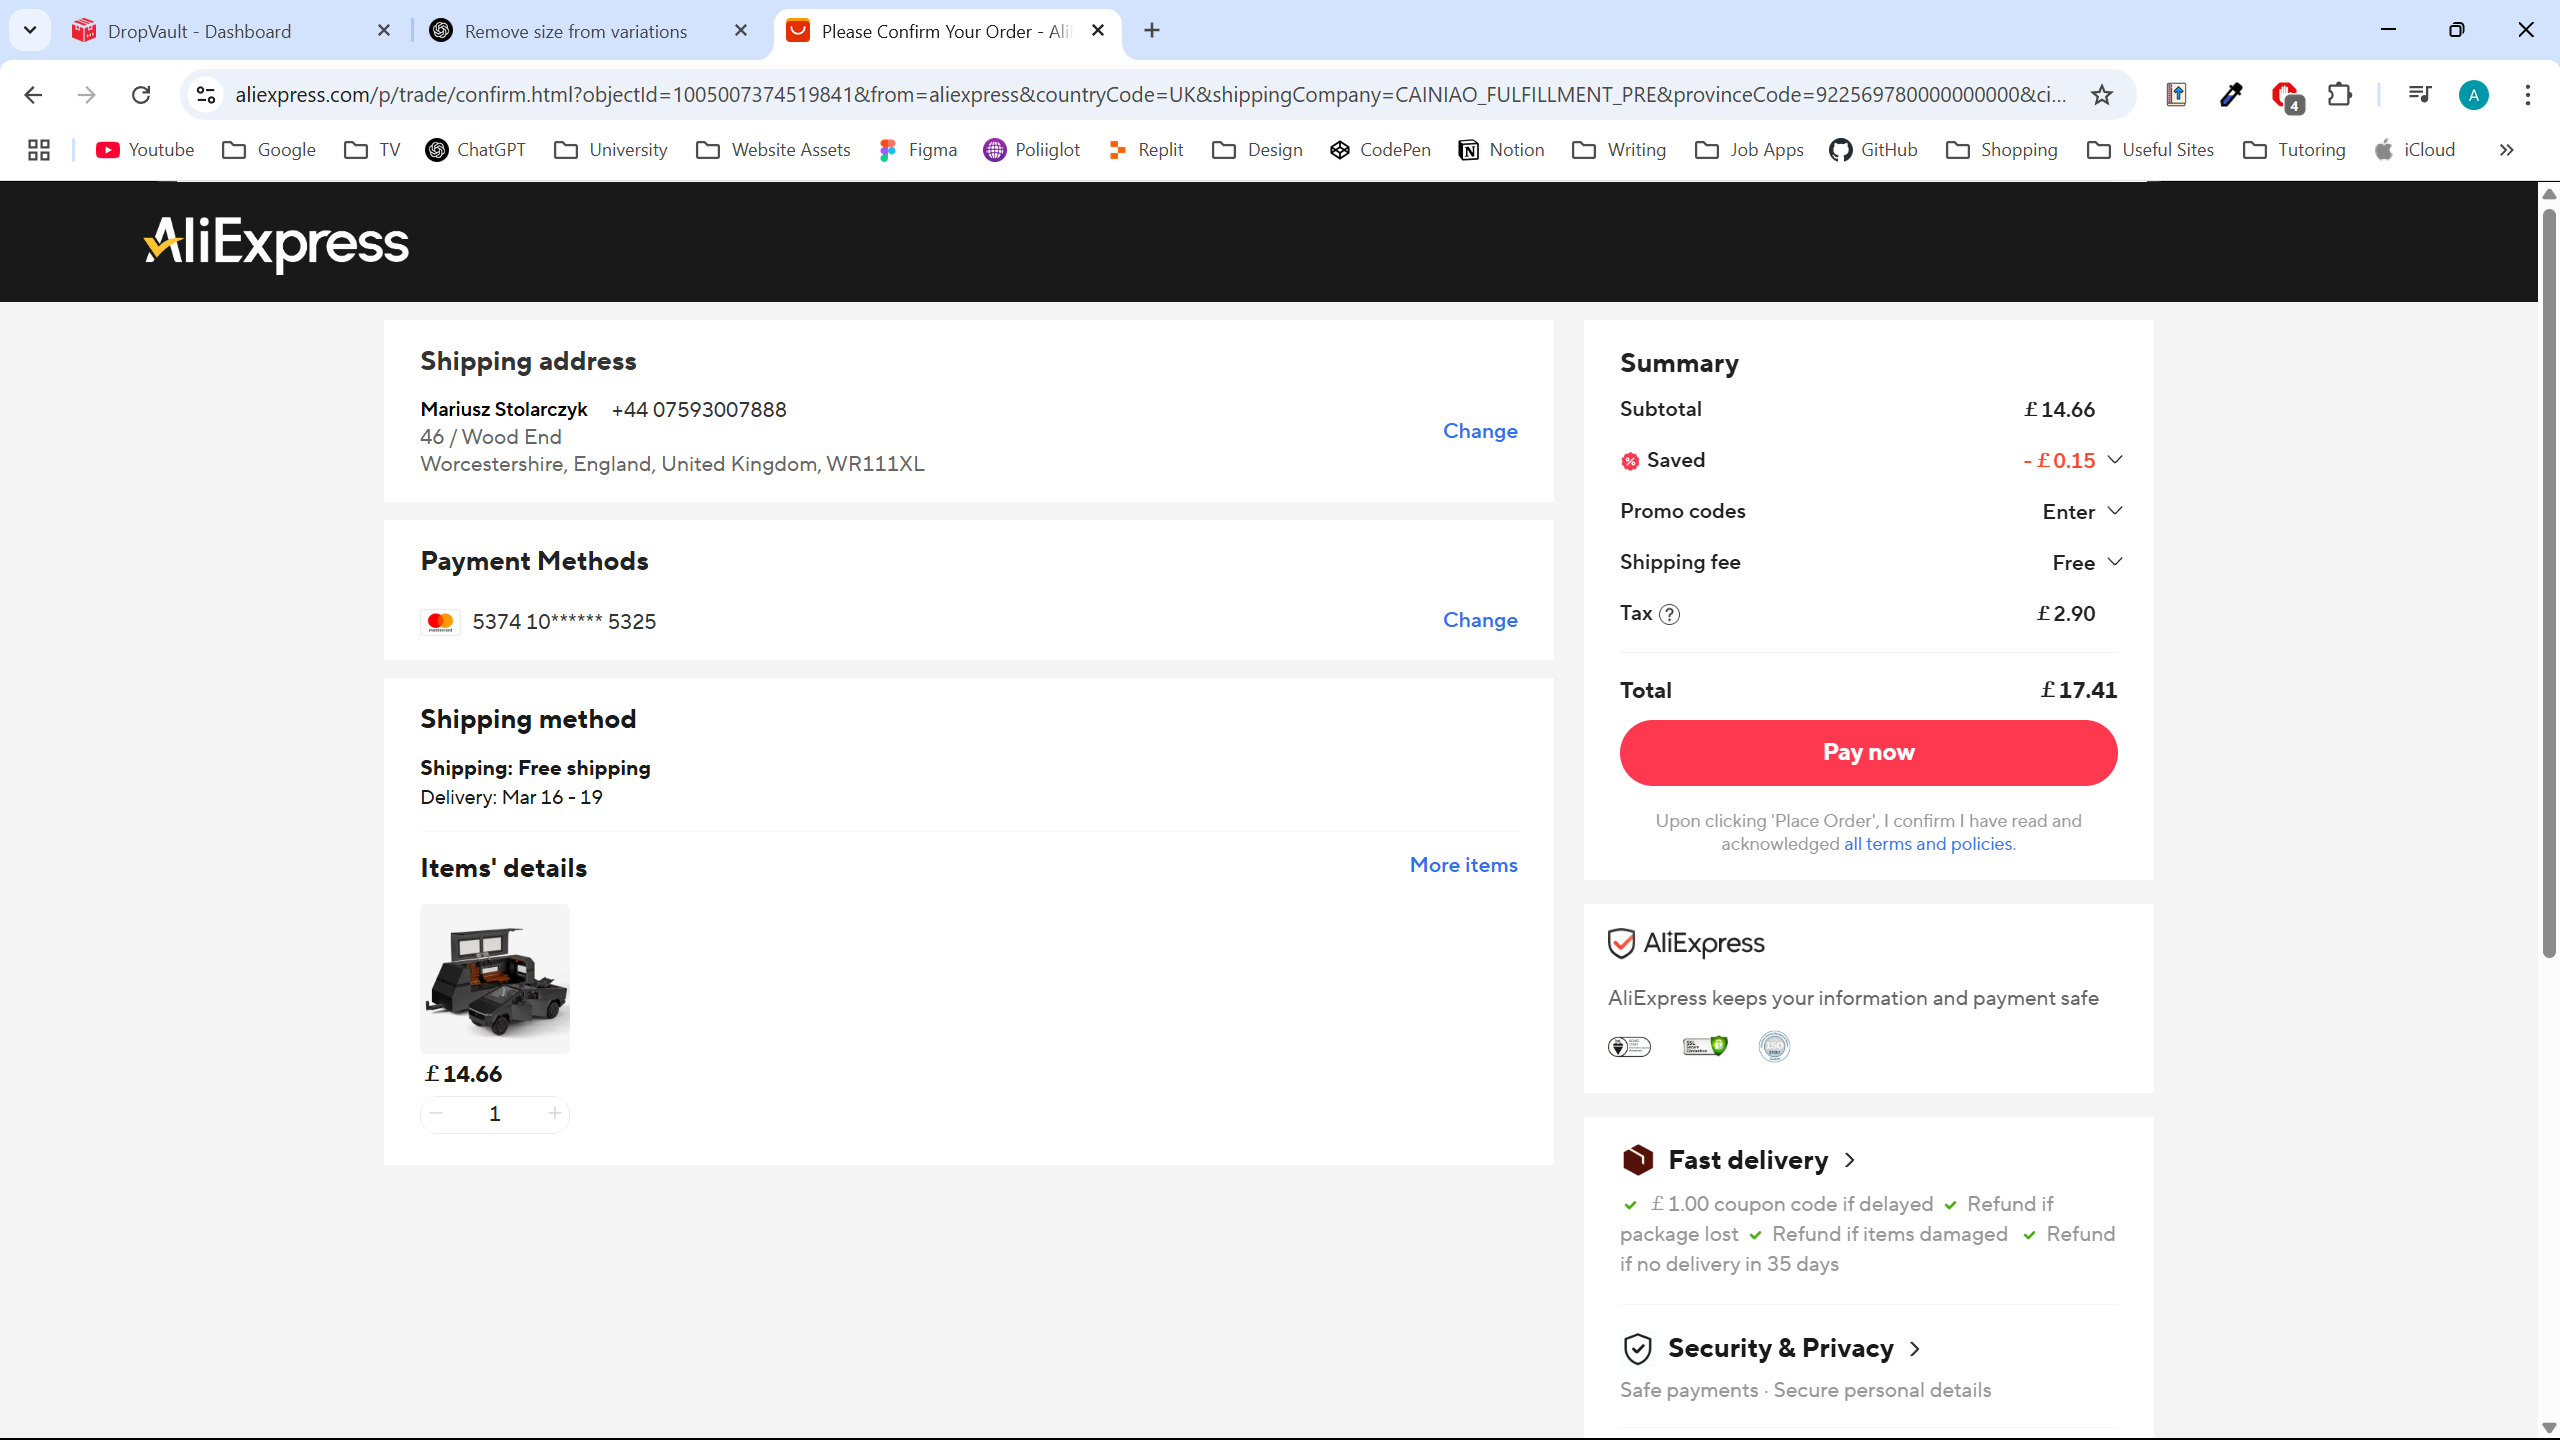 DropVault - Dashboard
Remove size from variations
Please Confirm Your Order - Ali
aliexpress.com/p/trade/confirm.html?objectId=1005007374519841&from=aliexpress&countryCode=UK&shippingCompany=CAINIAO_FULFILLMENT_PRE&provinceCode=922569780000000000&ci...
4
A
Youtube
Google
TV
ChatGPT
University
Website Assets
Figma
Poliiglot
Replit
Design
CodePen
Notion
Writing
Job Apps
GitHub
Shopping
Useful Sites
Tutoring
iCloud
AliExpress
Shipping address
Mariusz Stolarczyk +44 07593007888
46 / Wood End
Worcestershire, England, United Kingdom, WR111XL
Change
Payment Methods
5374 10****** 5325
Change
Shipping method
Shipping: Free shipping
Delivery: Mar 16 - 19
Items' details
More items
£14.66
1
Summary
Subtotal £14.66
Saved -£0.15
Promo codes Enter
Shipping fee Free
Tax ? £2.90
Total £17.41
Pay now
Upon clicking 'Place Order', I confirm I have read and
acknowledged all terms and policies.
AliExpress
AliExpress keeps your information and payment safe
Fast delivery
£1.00 coupon code if delayed Refund if
package lost Refund if items damaged Refund
if no delivery in 35 days
Security & Privacy
Safe payments · Secure personal details